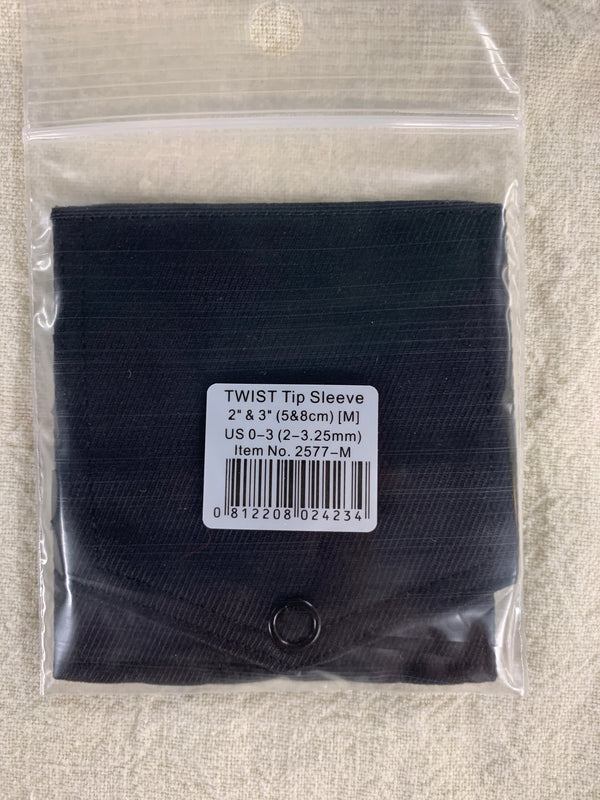 TWIST Tip Sleeve
2" & 3" (5&8cm) [M]
US 0–3 (2–3.25mm)
Item No. 2577–M
0 812208 024234